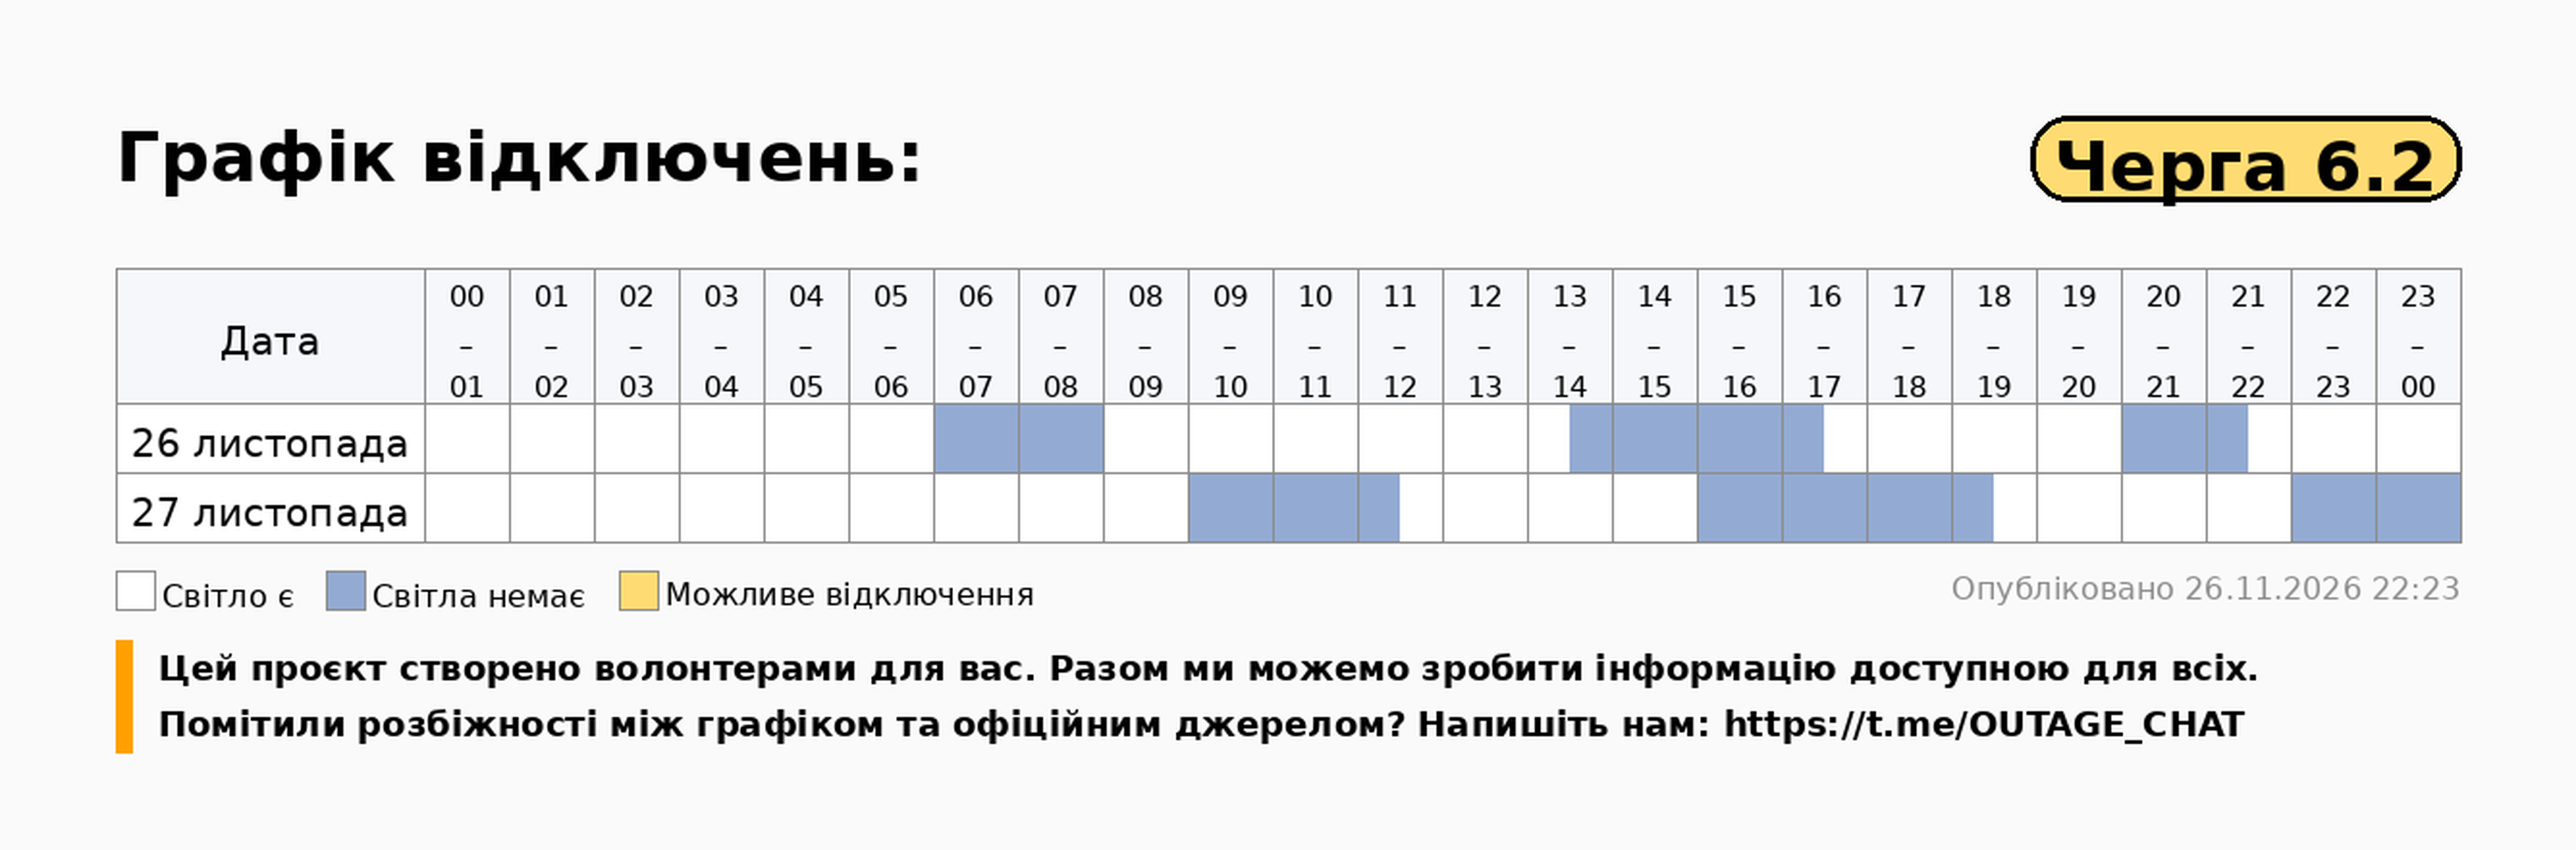 Графік відключень:
Черга 6.2
Дата 00 – 01 01 – 02 02 – 03 03 – 04 04 – 05 05 – 06 06 – 07 07 – 08 08 – 09 09 – 10 10 – 11 11 – 12 12 – 13 13 – 14 14 – 15 15 – 16 16 – 17 17 – 18 18 – 19 19 – 20 20 – 21 21 – 22 22 – 23 23 – 00
26 листопада
27 листопада
Світло є Світла немає Можливе відключення
Опубліковано 26.11.2026 22:23
Цей проєкт створено волонтерами для вас. Разом ми можемо зробити інформацію доступною для всіх.
Помітили розбіжності між графіком та офіційним джерелом? Напишіть нам: https://t.me/OUTAGE_CHAT